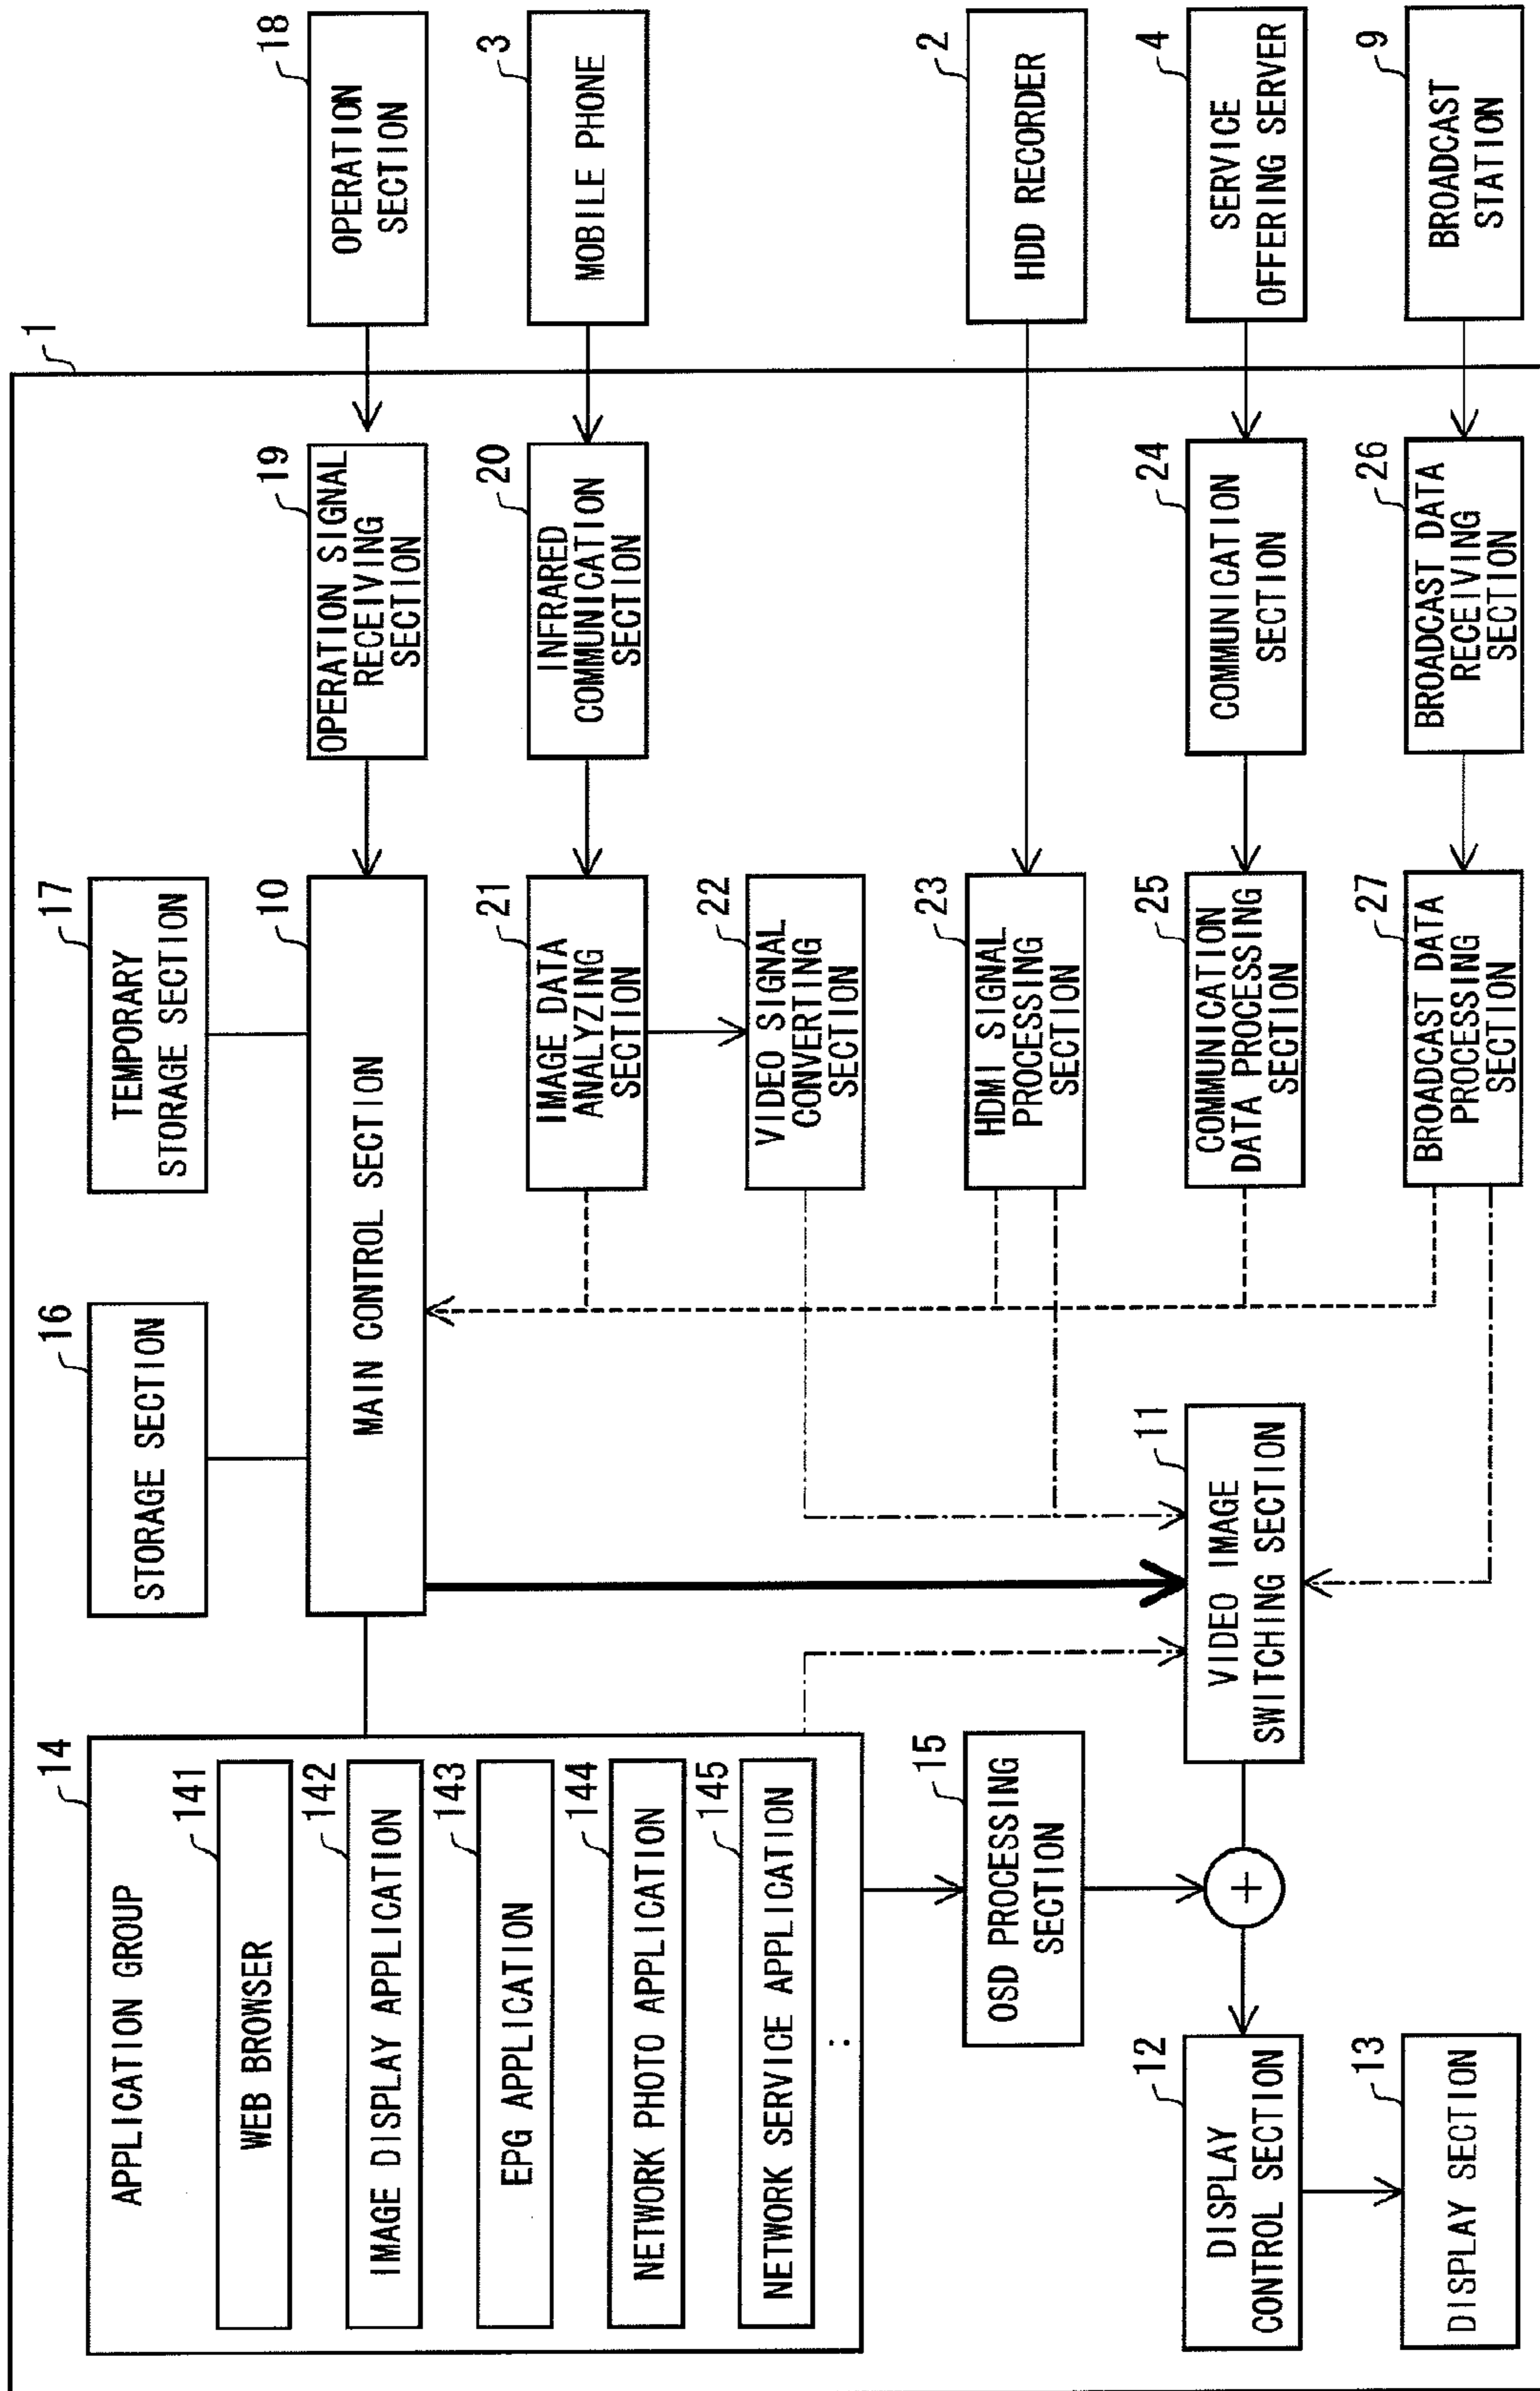 1
APPLICATION GROUP
14
WEB BROWSER
141
IMAGE DISPLAY APPLICATION
142
EPG APPLICATION
143
NETWORK PHOTO APPLICATION
144
NETWORK SERVICE APPLICATION
145
:
STORAGE SECTION
16
TEMPORARY
STORAGE SECTION
17
MAIN CONTROL SECTION
10
OPERATION SIGNAL
RECEIVING
SECTION
19
OPERATION
SECTION
18
IMAGE DATA
ANALYZING
SECTION
21
INFRARED
COMMUNICATION
SECTION
20
MOBILE PHONE
3
VIDEO SIGNAL
CONVERTING
SECTION
22
OSD PROCESSING
SECTION
15
HDMI SIGNAL
PROCESSING
SECTION
23
HDD RECORDER
2
DISPLAY
CONTROL SECTION
12
+
VIDEO IMAGE
SWITCHING SECTION
11
COMMUNICATION
DATA PROCESSING
SECTION
25
COMMUNICATION
SECTION
24
SERVICE
OFFERING SERVER
4
DISPLAY SECTION
13
BROADCAST DATA
PROCESSING
SECTION
27
BROADCAST DATA
RECEIVING
SECTION
26
BROADCAST
STATION
9